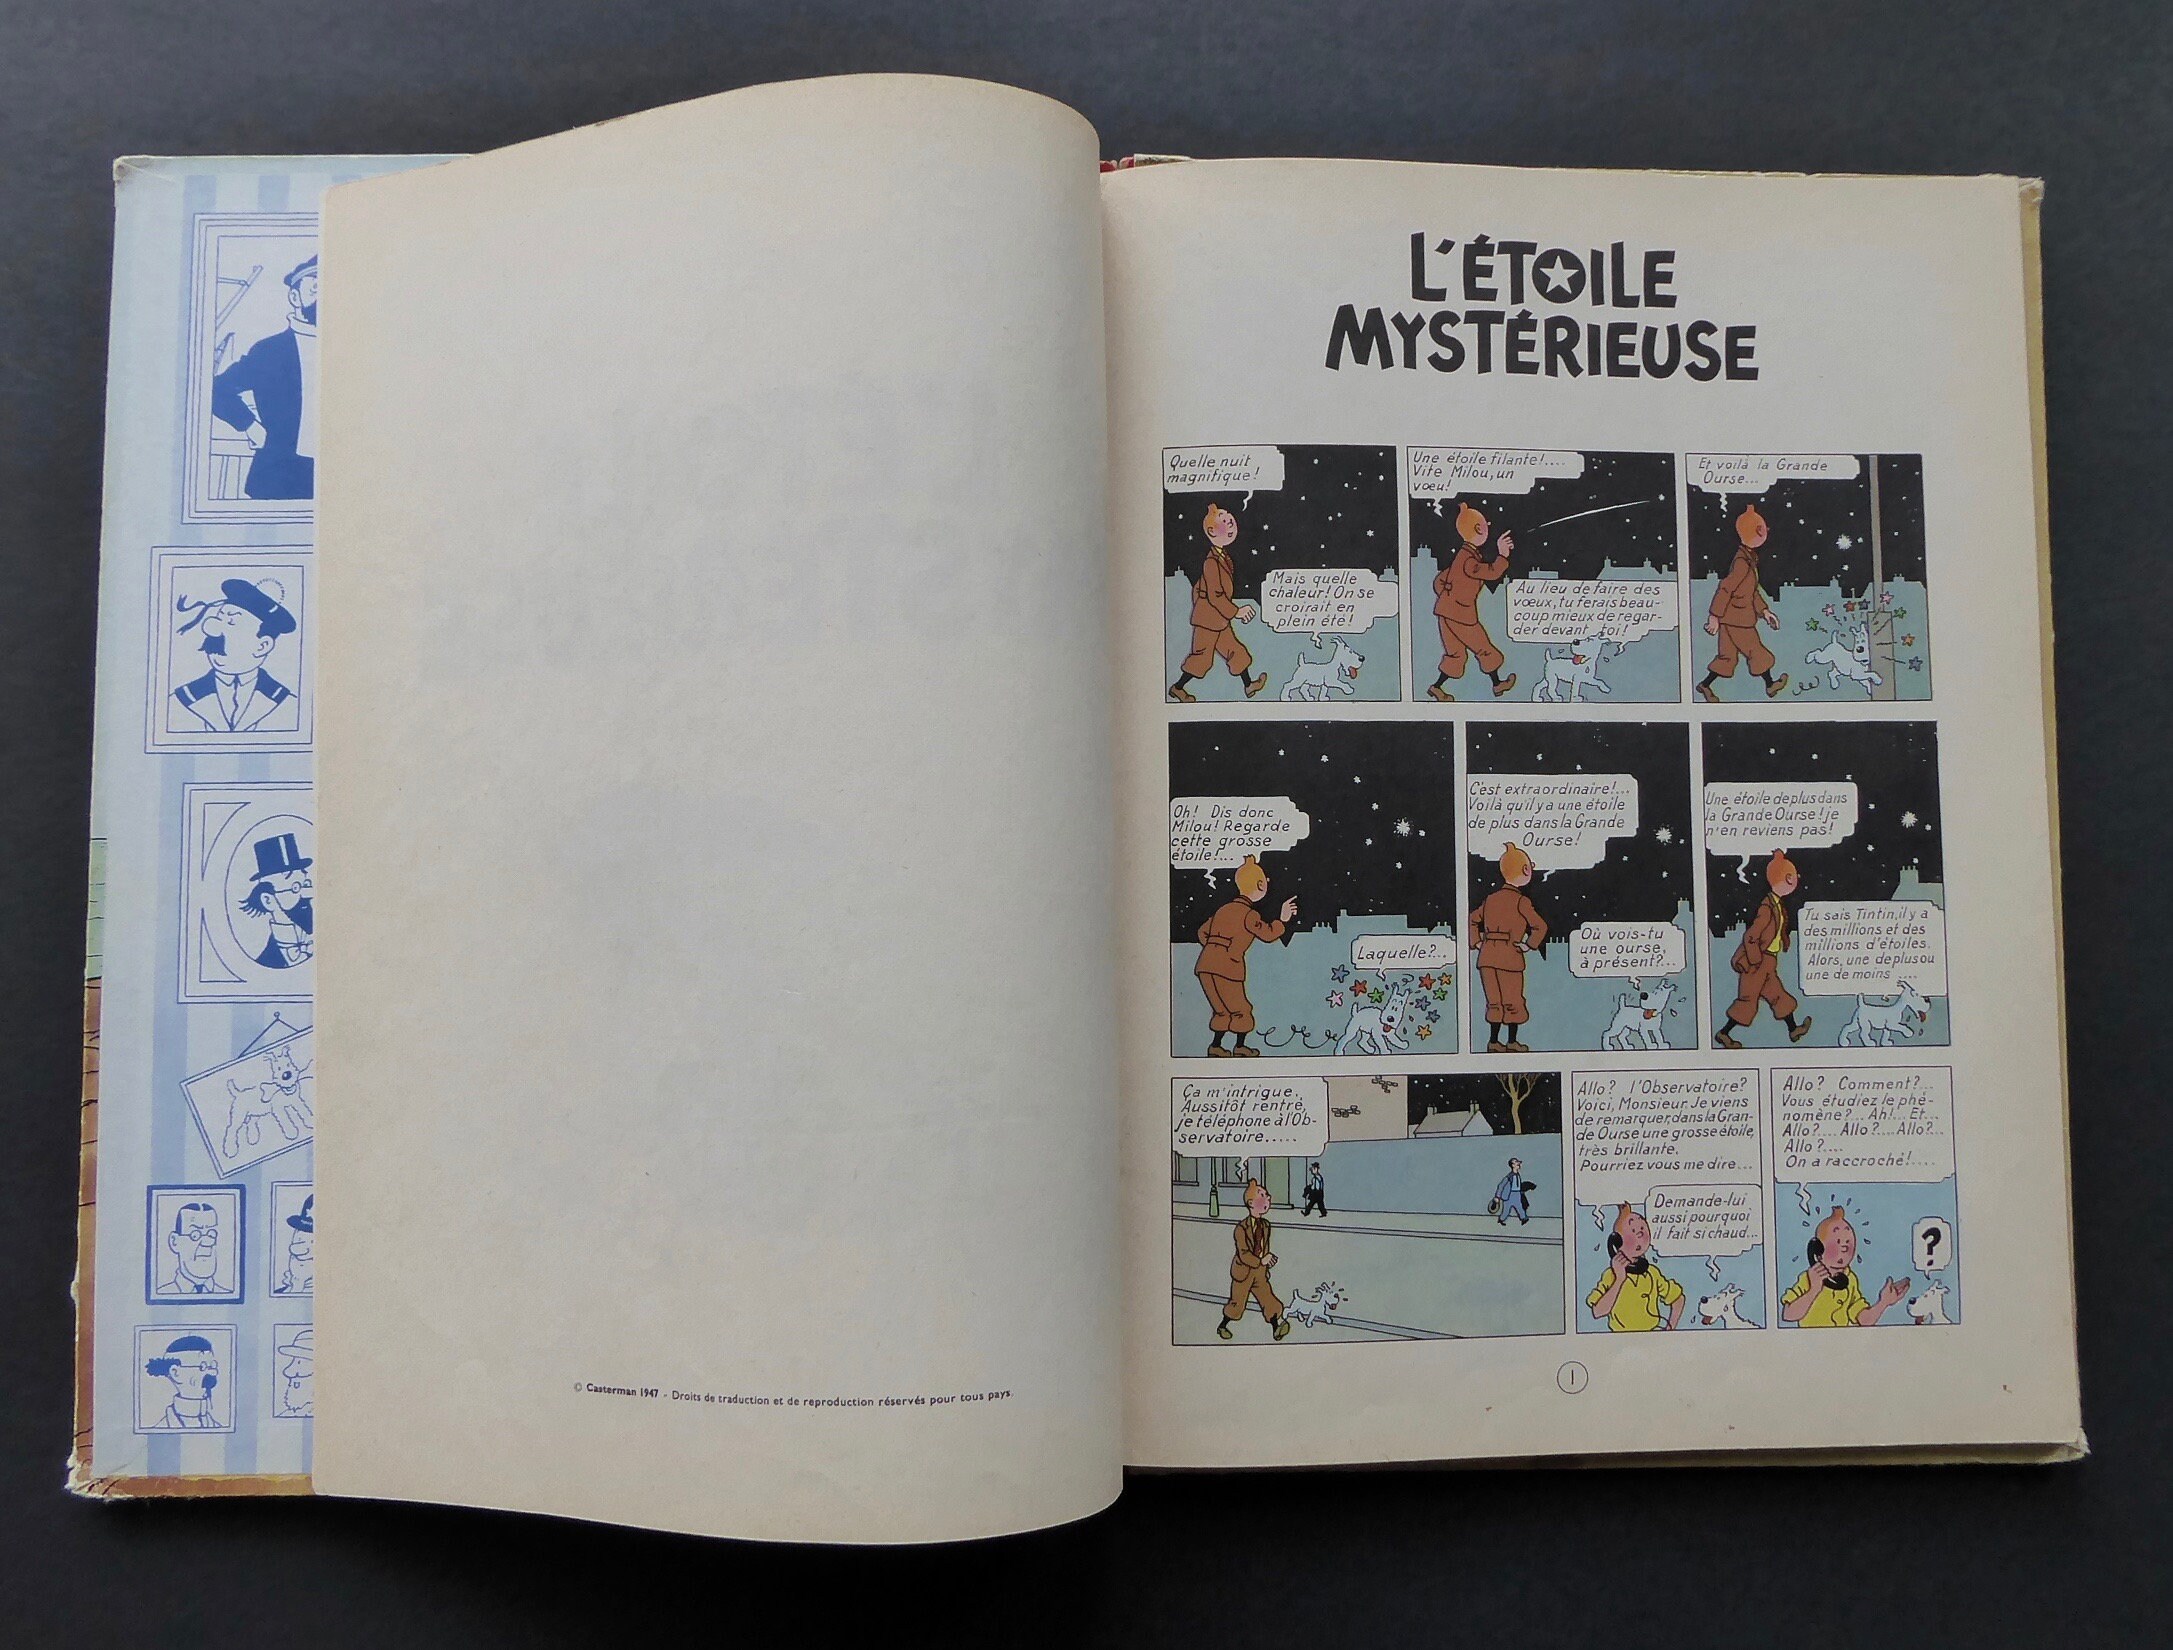 © Casterman 1947 - Droits de traduction et de reproduction réservés pour tous pays.
L'ÉTOILE
MYSTÉRIEUSE
Quelle nuit
magnifique!
Mais quelle
chaleur! On se
croirait en
plein été!
Une étoile filante!....
Vite Milou, un
vœu!
Au lieu de faire des
vœux, tu ferais beau-
coup mieux de regar-
der devant toi!
Et voilà la Grande
Ourse...
Oh! Dis donc
Milou! Regarde
cette grosse
étoile!...
Laquelle?...
C'est extraordinaire!...
Voilà qu'il y a une étoile
de plus dans la Grande
Ourse!
Où vois-tu
une ourse,
à présent?...
Une étoile de plus dans
la Grande Ourse! je
n'en reviens pas!
Tu sais Tintin, il y a
des millions et des
millions d'étoiles.
Alors, une de plus ou
une de moins ....
Ça m'intrigue.
Aussitôt rentré,
je téléphone à l'Ob-
servatoire.....
Allo? l'Observatoire?
Voici, Monsieur. Je viens
de remarquer, dans la Gran-
de Ourse une grosse étoile,
très brillante.
Pourriez vous me dire...
Demande-lui
aussi pourquoi
il fait si chaud...
Allo? Comment?...
Vous étudiez le phé-
nomène?.. Ah!... Et...
Allo?.... Allo?.... Allo?...
Allo?....
On a raccroché!....
?
1